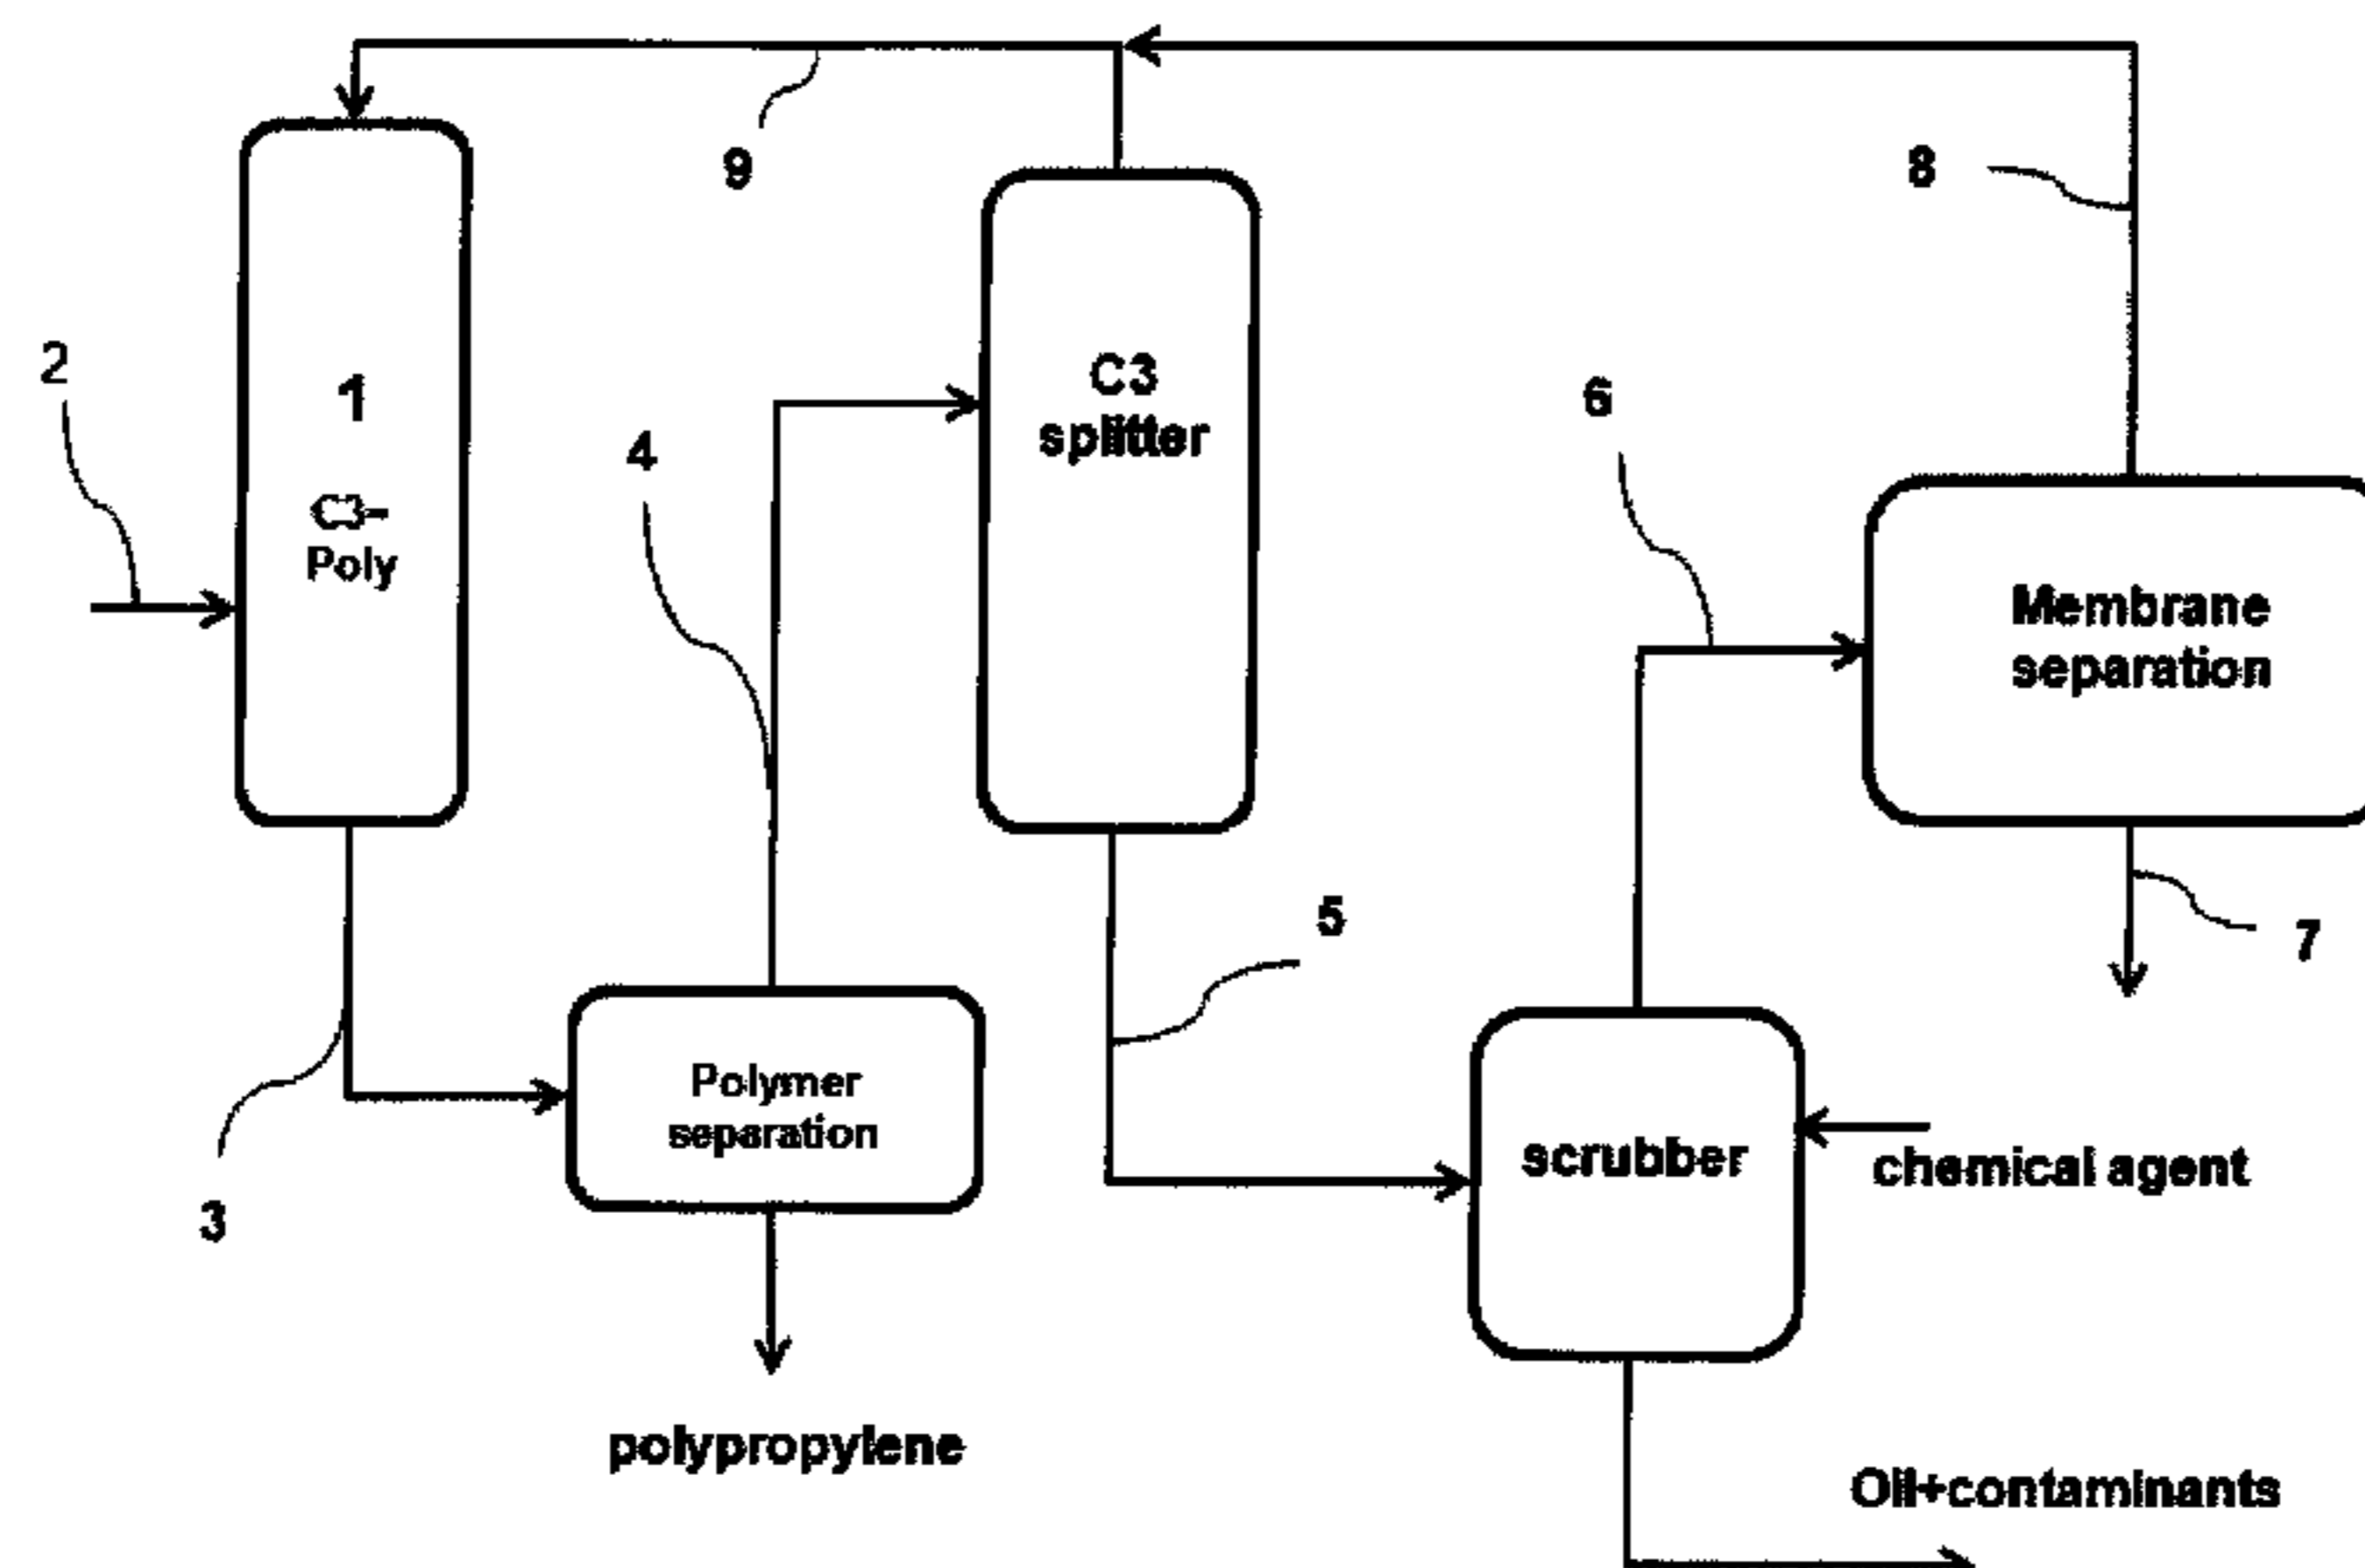 9
8
2
1
C3
splitter
6
4
C3-
Poly
Membrane
separation
5
7
Polymer
separation
scrubber
chemical agent
3
polypropylene
Oil+contaminants